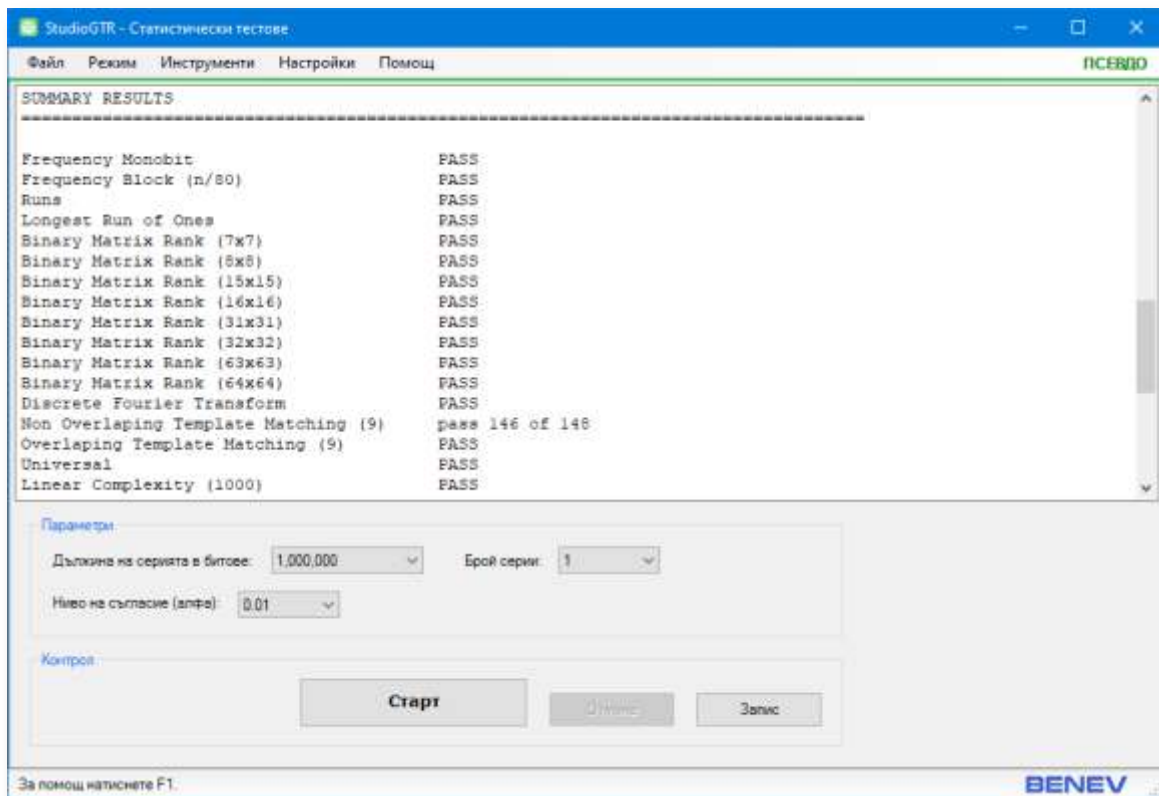 StudioGTR - Статистически тестове
Файл Режим Инструменти Настройки Помощ ПСЕВДО
SUMMARY RESULTS
Frequency Monobit PASS
Frequency Block (n/80) PASS
Runs PASS
Longest Run of Ones PASS
Binary Matrix Rank (7x7) PASS
Binary Matrix Rank (8x8) PASS
Binary Matrix Rank (15x15) PASS
Binary Matrix Rank (16x16) PASS
Binary Matrix Rank (31x31) PASS
Binary Matrix Rank (32x32) PASS
Binary Matrix Rank (63x63) PASS
Binary Matrix Rank (64x64) PASS
Discrete Fourier Transform PASS
Non Overlaping Template Matching (9) pass 146 of 148
Overlaping Template Matching (9) PASS
Universal PASS
Linear Complexity (1000) PASS
Параметри
Дължина на серията в битове: 1,000,000 Брой серии: 1
Ниво на съгласие (алфа): 0.01
Контрол
Старт Запис
За помощ натиснете F1. BENEV